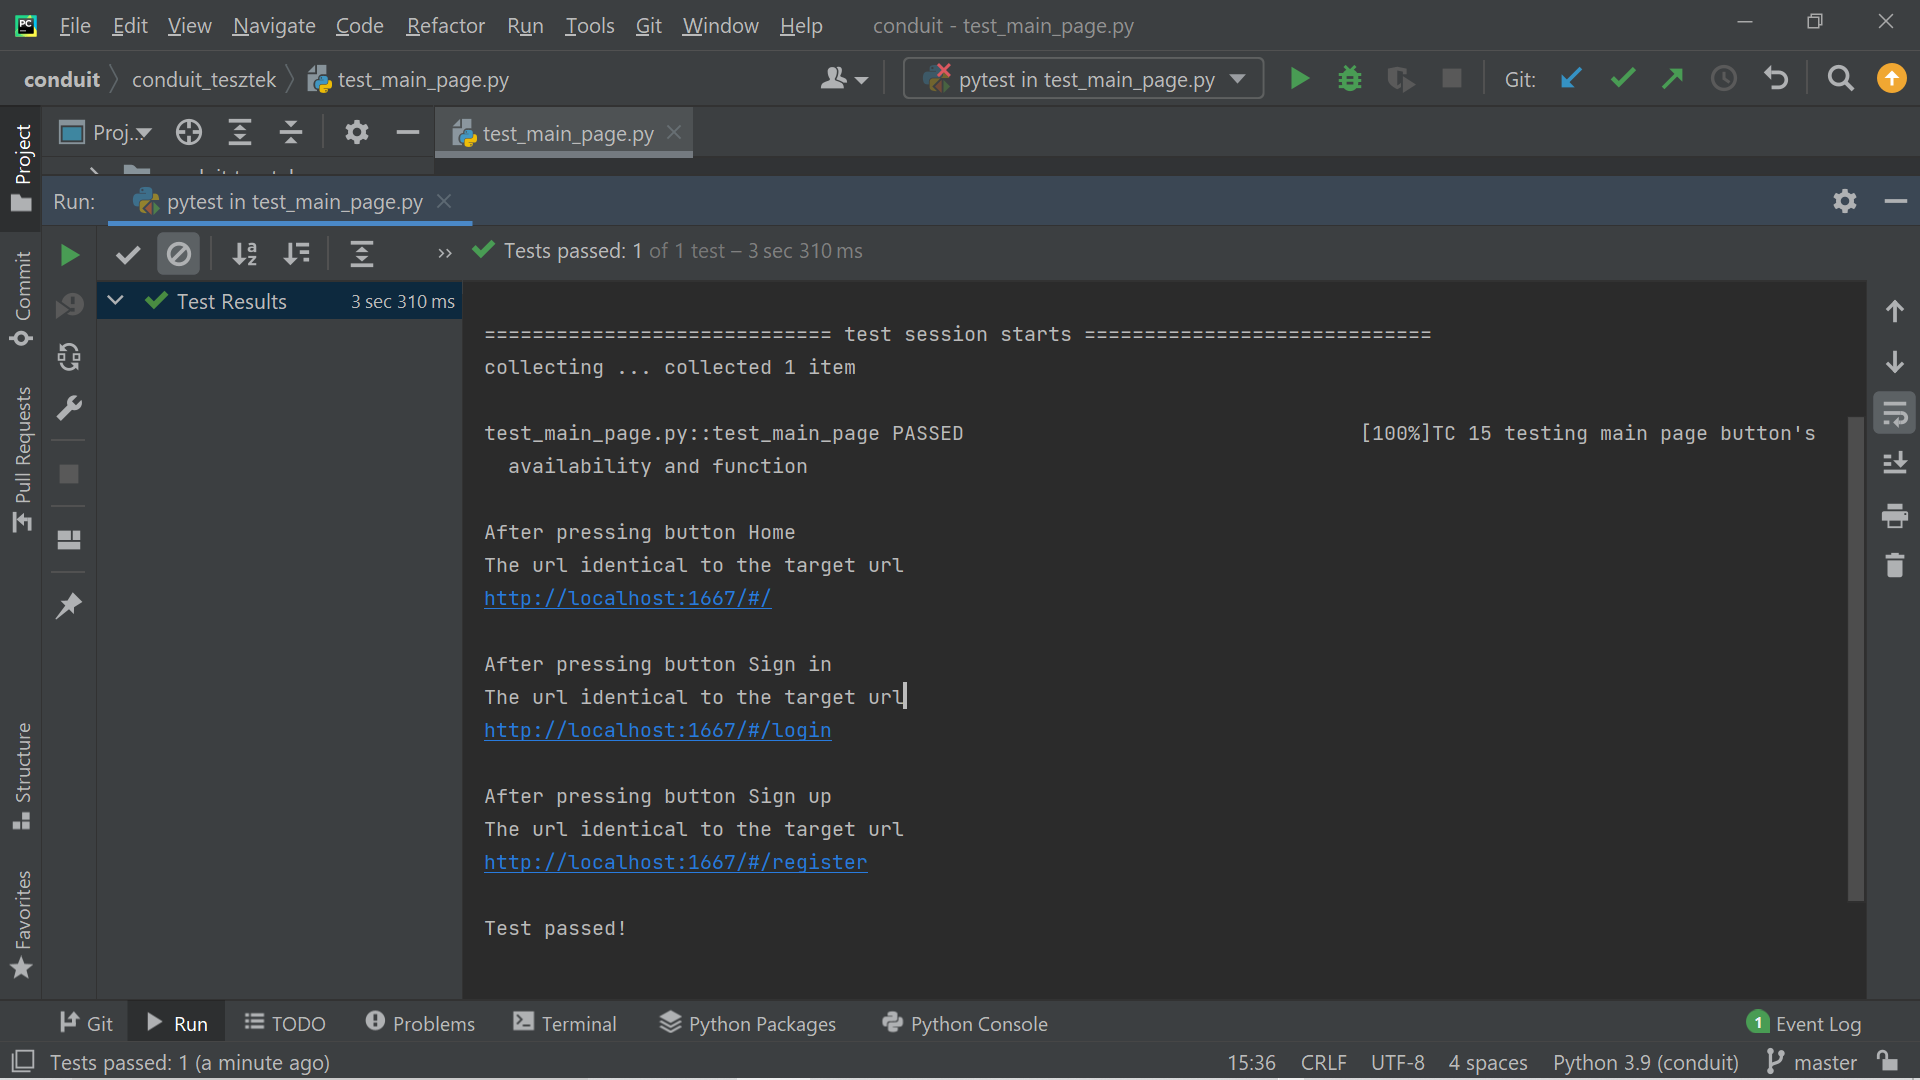 File Edit View Navigate Code Refactor Run Tools Git Window Help conduit - test_main_page.py
conduit conduit_tesztek test_main_page.py pytest in test_main_page.py Git:
Proj... test_main_page.py
Run: pytest in test_main_page.py
Tests passed: 1 of 1 test – 3 sec 310 ms
Test Results 3 sec 310 ms
============================= test session starts =============================
collecting ... collected 1 item
test_main_page.py::test_main_page PASSED [100%]TC 15 testing main page button's
availability and function
After pressing button Home
The url identical to the target url
http://localhost:1667/#/
After pressing button Sign in
The url identical to the target url
http://localhost:1667/#/login
After pressing button Sign up
The url identical to the target url
http://localhost:1667/#/register
Test passed!
Project
Commit
Pull Requests
Structure
Favorites
Git Run TODO Problems Terminal Python Packages Python Console 1 Event Log
Tests passed: 1 (a minute ago) 15:36 CRLF UTF-8 4 spaces Python 3.9 (conduit) master